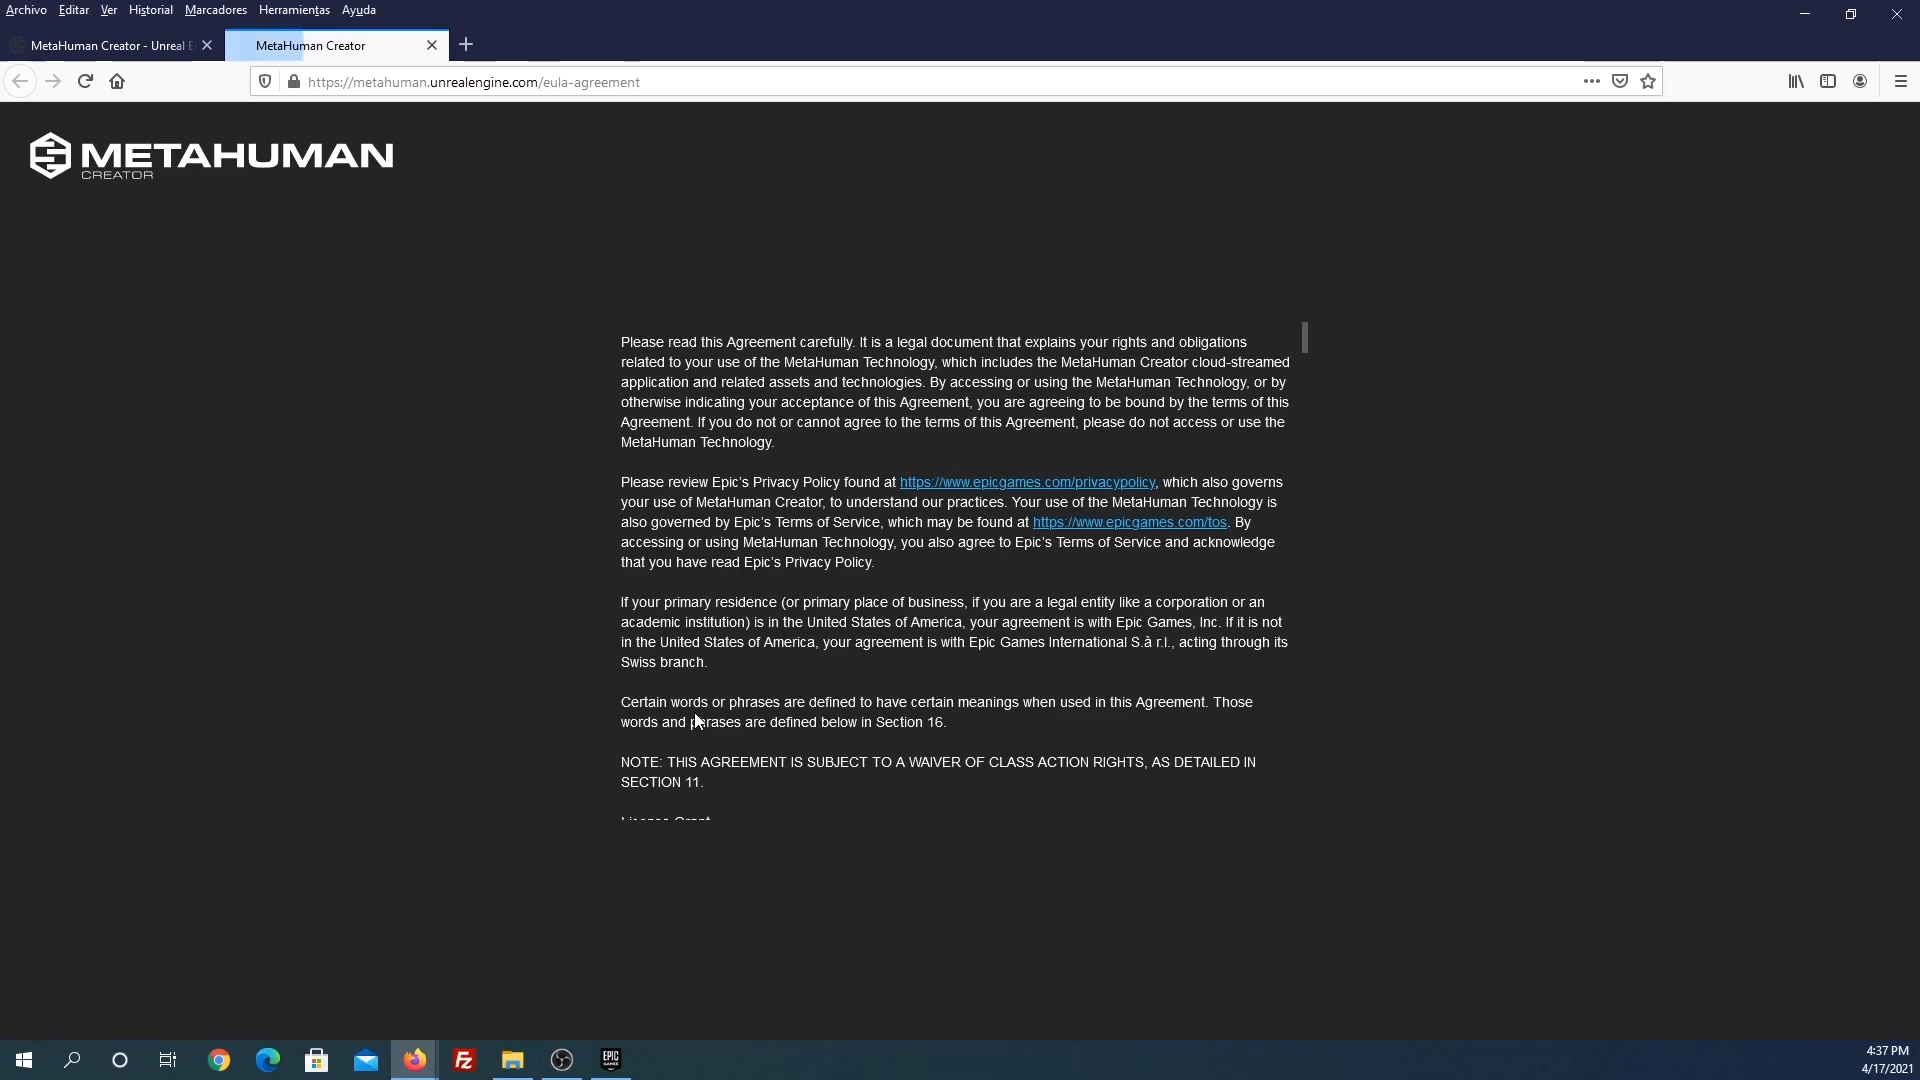 Archivo Editar Ver Historial Marcadores Herramientas Ayuda
MetaHuman Creator - Unreal E
MetaHuman Creator
https://metahuman.unrealengine.com/eula-agreement
METAHUMAN
CREATOR
Please read this Agreement carefully. It is a legal document that explains your rights and obligations
related to your use of the MetaHuman Technology, which includes the MetaHuman Creator cloud-streamed
application and related assets and technologies. By accessing or using the MetaHuman Technology, or by
otherwise indicating your acceptance of this Agreement, you are agreeing to be bound by the terms of this
Agreement. If you do not or cannot agree to the terms of this Agreement, please do not access or use the
MetaHuman Technology.
Please review Epic’s Privacy Policy found at https://www.epicgames.com/privacypolicy, which also governs
your use of MetaHuman Creator, to understand our practices. Your use of the MetaHuman Technology is
also governed by Epic’s Terms of Service, which may be found at https://www.epicgames.com/tos. By
accessing or using MetaHuman Technology, you also agree to Epic’s Terms of Service and acknowledge
that you have read Epic’s Privacy Policy.
If your primary residence (or primary place of business, if you are a legal entity like a corporation or an
academic institution) is in the United States of America, your agreement is with Epic Games, Inc. If it is not
in the United States of America, your agreement is with Epic Games International S.à r.l., acting through its
Swiss branch.
Certain words or phrases are defined to have certain meanings when used in this Agreement. Those
words and phrases are defined below in Section 16.
NOTE: THIS AGREEMENT IS SUBJECT TO A WAIVER OF CLASS ACTION RIGHTS, AS DETAILED IN
SECTION 11.
License Grant
Fz
EPIC
GAMES
4:37 PM
4/17/2021